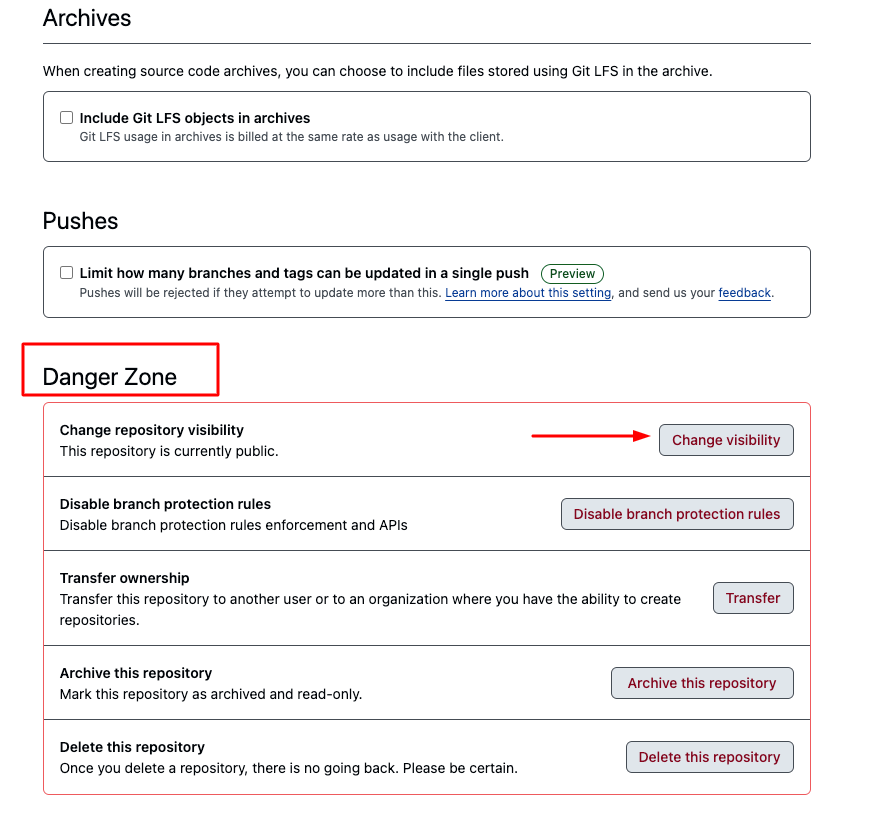 Archives
When creating source code archives, you can choose to include files stored using Git LFS in the archive.
Include Git LFS objects in archives
Git LFS usage in archives is billed at the same rate as usage with the client.
Pushes
Limit how many branches and tags can be updated in a single push Preview
Pushes will be rejected if they attempt to update more than this. Learn more about this setting, and send us your feedback.
Danger Zone
Change repository visibility
This repository is currently public.
Change visibility
Disable branch protection rules
Disable branch protection rules enforcement and APIs
Disable branch protection rules
Transfer ownership
Transfer this repository to another user or to an organization where you have the ability to create
repositories.
Transfer
Archive this repository
Mark this repository as archived and read-only.
Archive this repository
Delete this repository
Once you delete a repository, there is no going back. Please be certain.
Delete this repository